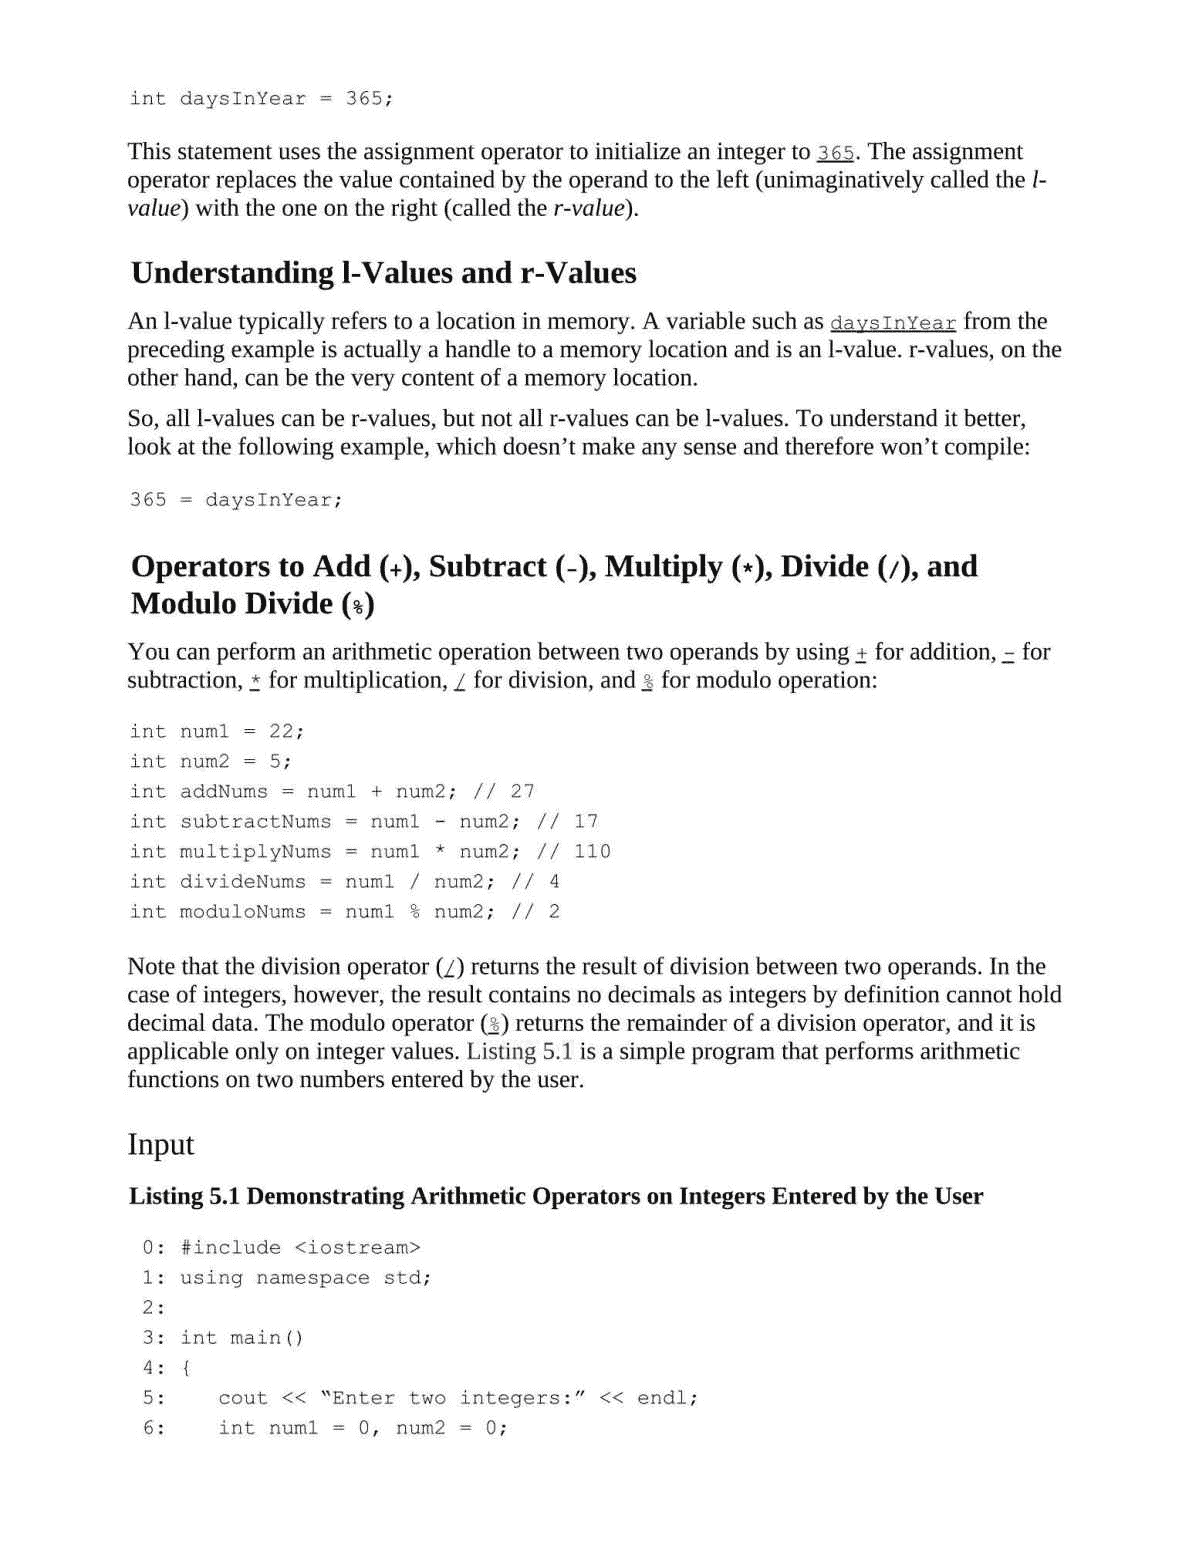 int daysInYear = 365;
This statement uses the assignment operator to initialize an integer to 365. The assignment
operator replaces the value contained by the operand to the left (unimaginatively called the l-
value) with the one on the right (called the r-value).
Understanding l-Values and r-Values
An l-value typically refers to a location in memory. A variable such as daysInYear from the
preceding example is actually a handle to a memory location and is an l-value. r-values, on the
other hand, can be the very content of a memory location.
So, all l-values can be r-values, but not all r-values can be l-values. To understand it better,
look at the following example, which doesn’t make any sense and therefore won’t compile:
365 = daysInYear;
Operators to Add (+), Subtract (-), Multiply (*), Divide (/), and
Modulo Divide (%)
You can perform an arithmetic operation between two operands by using + for addition, – for
subtraction, * for multiplication, / for division, and % for modulo operation:
int num1 = 22;
int num2 = 5;
int addNums = num1 + num2; // 27
int subtractNums = num1 - num2; // 17
int multiplyNums = num1 * num2; // 110
int divideNums = num1 / num2; // 4
int moduloNums = num1 % num2; // 2
Note that the division operator (/) returns the result of division between two operands. In the
case of integers, however, the result contains no decimals as integers by definition cannot hold
decimal data. The modulo operator (%) returns the remainder of a division operator, and it is
applicable only on integer values. Listing 5.1 is a simple program that performs arithmetic
functions on two numbers entered by the user.
Input
Listing 5.1 Demonstrating Arithmetic Operators on Integers Entered by the User
0: #include <iostream>
1: using namespace std;
2:
3: int main()
4: {
5:    cout << “Enter two integers:” << endl;
6:    int num1 = 0, num2 = 0;